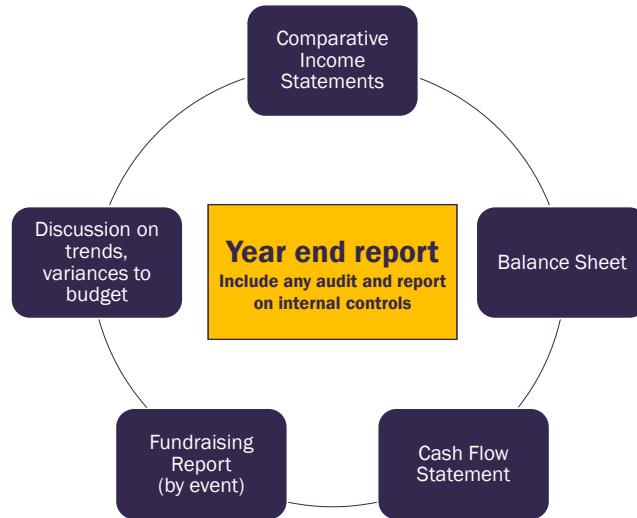 Comparative
Income
Statements
Discussion on
trends,
variances to
budget
Year end report
Include any audit and report
on internal controls
Balance Sheet
Fundraising
Report
(by event)
Cash Flow
Statement